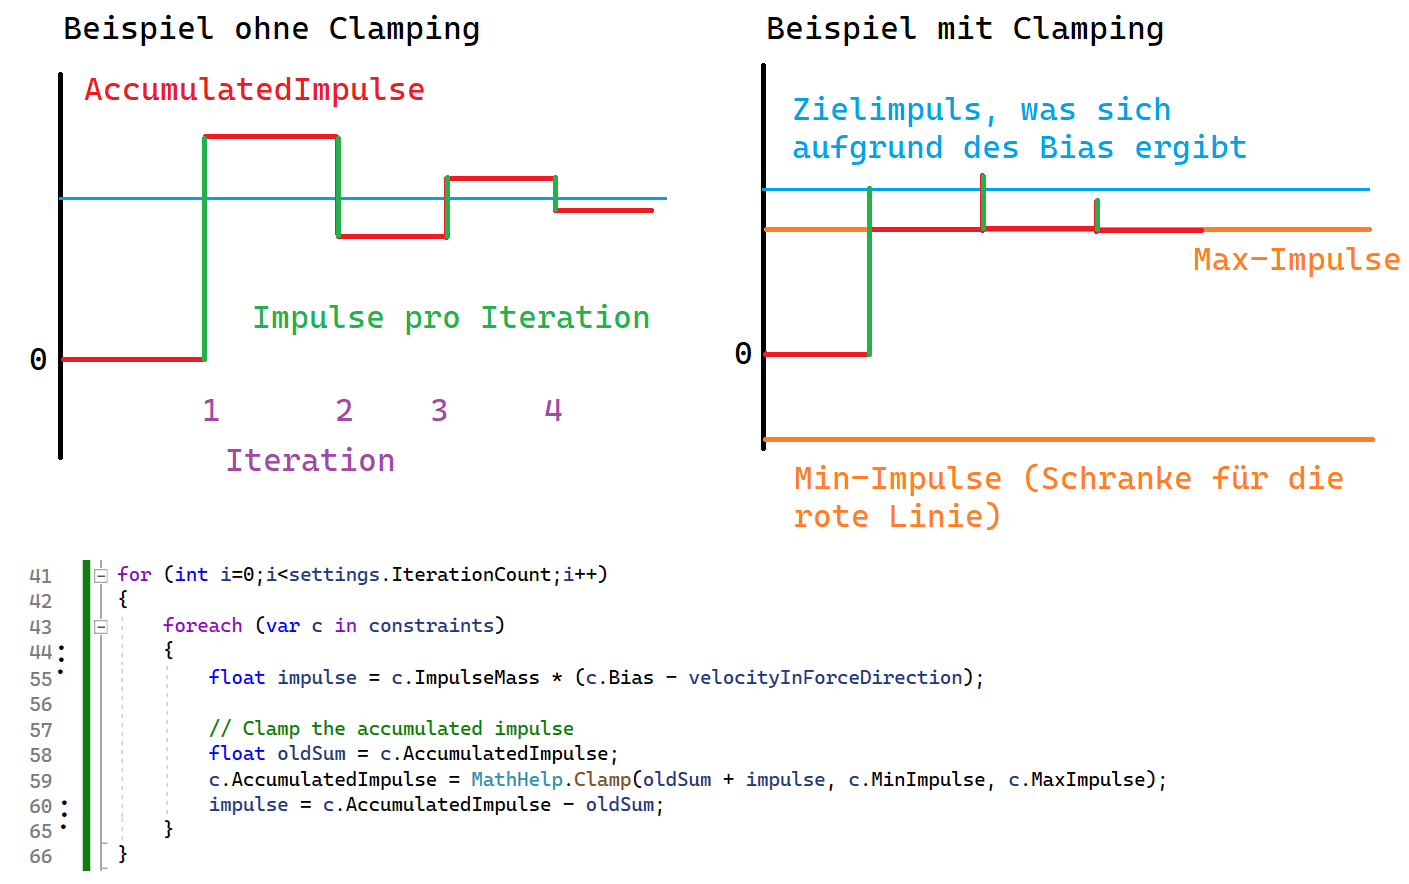 Beispiel ohne Clamping
AccumulatedImpulse
0
Impulse pro Iteration
1 2 3 4
Iteration
Beispiel mit Clamping
Zielimpuls, was sich
aufgrund des Bias ergibt
Max-Impulse
0
Min-Impulse (Schranke für die
rote Linie)
41 for (int i=0;i<settings.IterationCount;i++)
42 {
43 foreach (var c in constraints)
44 {
55 float impulse = c.ImpulseMass * (c.Bias - velocityInForceDirection);
56
57 // Clamp the accumulated impulse
58 float oldSum = c.AccumulatedImpulse;
59 c.AccumulatedImpulse = MathHelp.Clamp(oldSum + impulse, c.MinImpulse, c.MaxImpulse);
60 impulse = c.AccumulatedImpulse - oldSum;
65 }
66 }